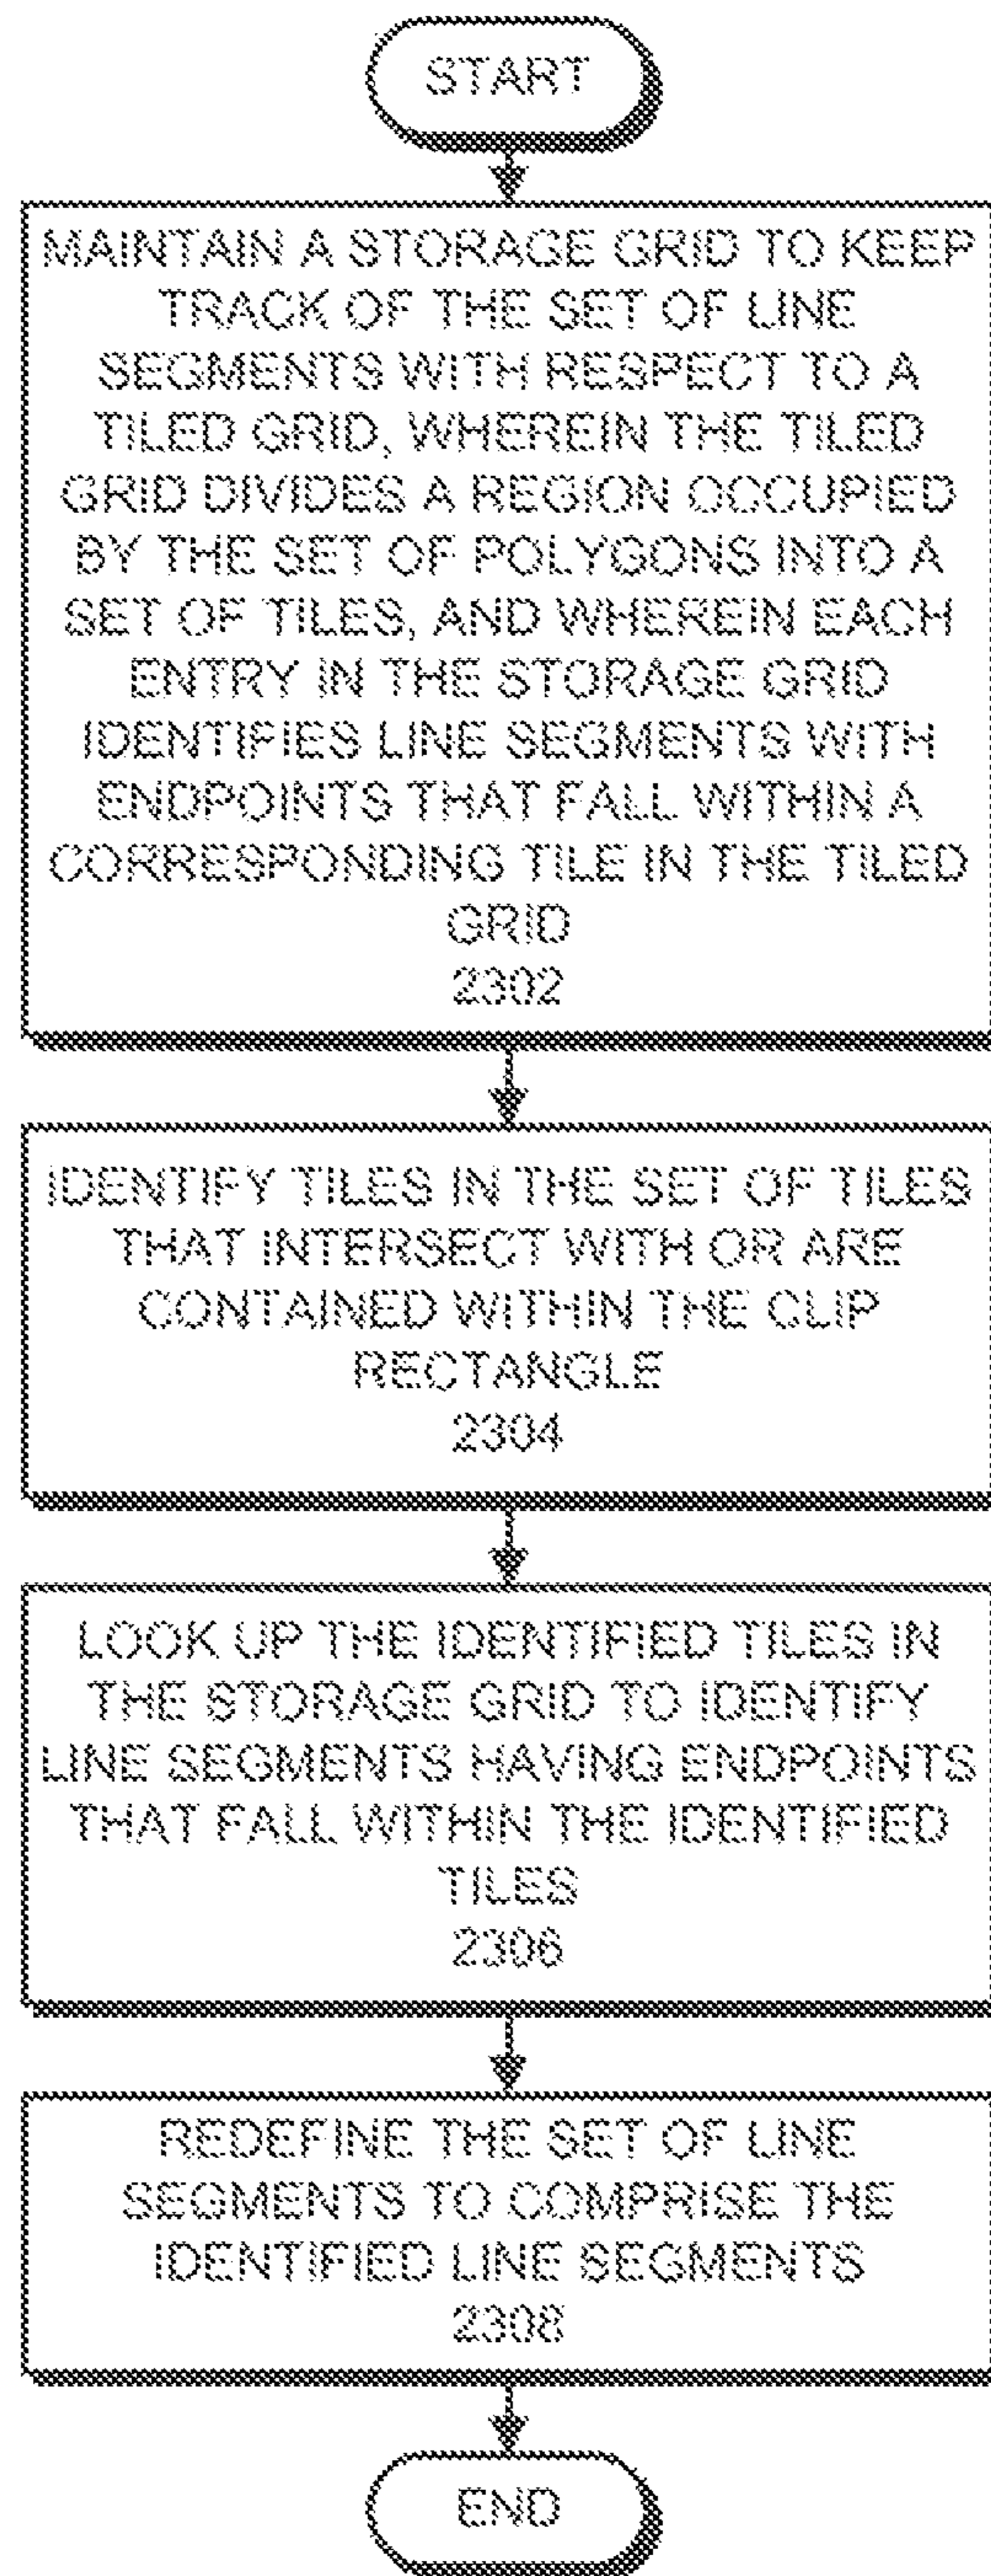 START
MAINTAIN A STORAGE GRID TO KEEP
TRACK OF THE SET OF LINE
SEGMENTS WITH RESPECT TO A
TILED GRID, WHEREIN THE TILED
GRID DIVIDES A REGION OCCUPIED
BY THE SET OF POLYGONS INTO A
SET OF TILES, AND WHEREIN EACH
ENTRY IN THE STORAGE GRID
IDENTIFIES LINE SEGMENTS WITH
ENDPOINTS THAT FALL WITHIN A
CORRESPONDING TILE IN THE TILED
GRID
2302
IDENTIFY TILES IN THE SET OF TILES
THAT INTERSECT WITH OR ARE
CONTAINED WITHIN THE CLIP
RECTANGLE
2304
LOOK UP THE IDENTIFIED TILES IN
THE STORAGE GRID TO IDENTIFY
LINE SEGMENTS HAVING ENDPOINTS
THAT FALL WITHIN THE IDENTIFIED
TILES
2306
REDEFINE THE SET OF LINE
SEGMENTS TO COMPRISE THE
IDENTIFIED LINE SEGMENTS
2308
END